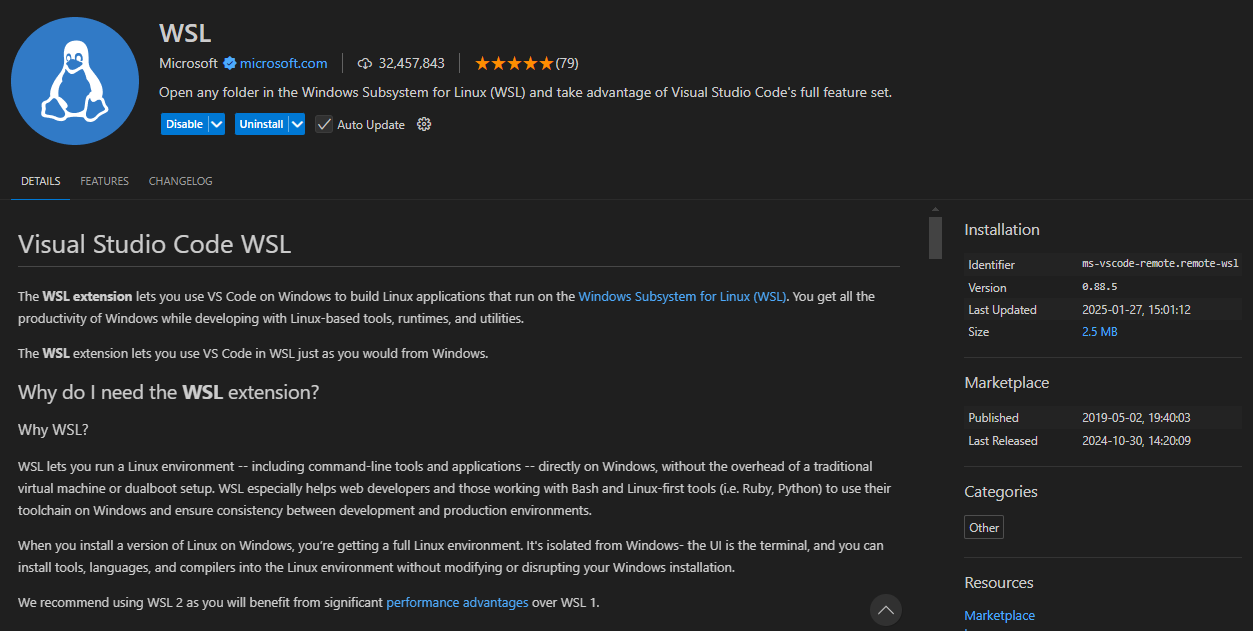 WSL
Microsoft microsoft.com 32,457,843 (79)
Open any folder in the Windows Subsystem for Linux (WSL) and take advantage of Visual Studio Code's full feature set.
Disable Uninstall Auto Update
DETAILS FEATURES CHANGELOG
Visual Studio Code WSL
The WSL extension lets you use VS Code on Windows to build Linux applications that run on the Windows Subsystem for Linux (WSL). You get all the
productivity of Windows while developing with Linux-based tools, runtimes, and utilities.
The WSL extension lets you use VS Code in WSL just as you would from Windows.
Why do I need the WSL extension?
Why WSL?
WSL lets you run a Linux environment -- including command-line tools and applications -- directly on Windows, without the overhead of a traditional
virtual machine or dualboot setup. WSL especially helps web developers and those working with Bash and Linux-first tools (i.e. Ruby, Python) to use their
toolchain on Windows and ensure consistency between development and production environments.
When you install a version of Linux on Windows, you're getting a full Linux environment. It's isolated from Windows- the UI is the terminal, and you can
install tools, languages, and compilers into the Linux environment without modifying or disrupting your Windows installation.
We recommend using WSL 2 as you will benefit from significant performance advantages over WSL 1.
Installation
Identifier ms-vscode-remote.remote-wsl
Version 0.88.5
Last Updated 2025-01-27, 15:01:12
Size 2.5 MB
Marketplace
Published 2019-05-02, 19:40:03
Last Released 2024-10-30, 14:20:09
Categories
Other
Resources
Marketplace